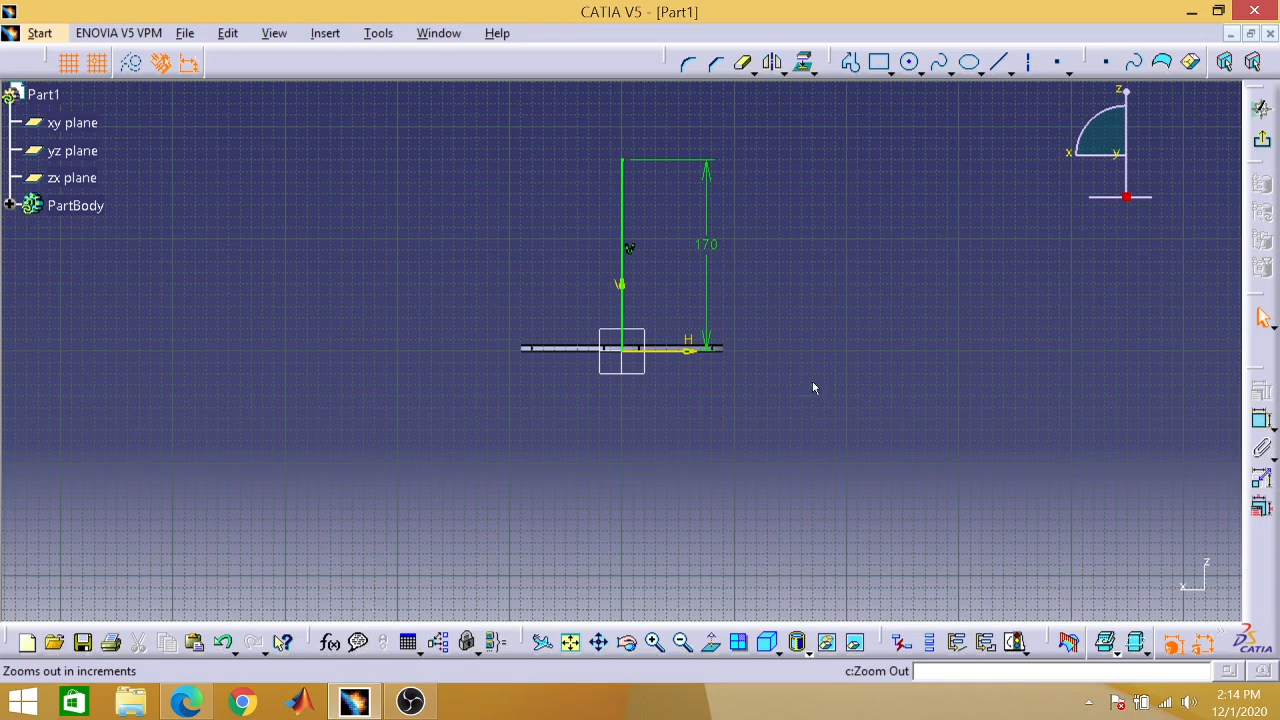 CATIA V5 - [Part1]
Start ENOVIA V5 VPM File Edit View Insert Tools Window Help
Part1
xy plane
yz plane
zx plane
PartBody
z
x
y
170
V
V
H
z
x
f(x)
CATIA
Zooms out in increments
c:Zoom Out
2:14 PM
12/1/2020